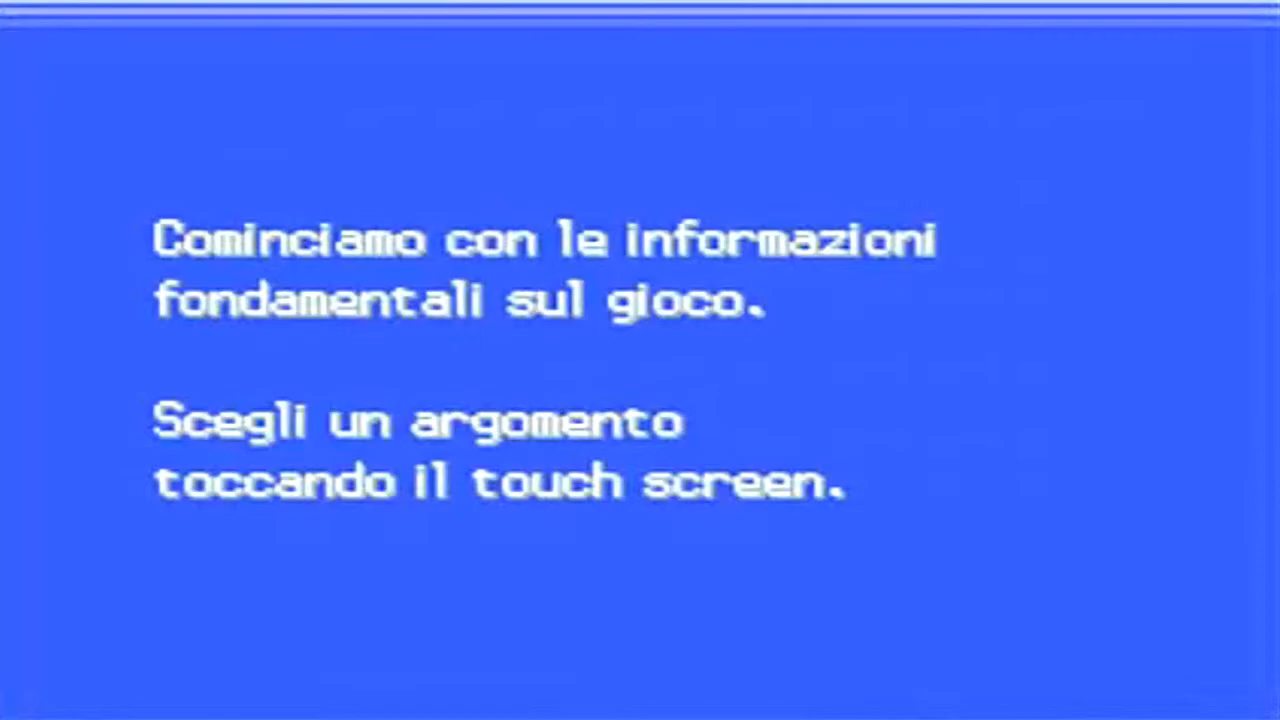 Cominciamo con le informazioni
fondamentali sul gioco.
Scegli un argomento
toccando il touch screen.